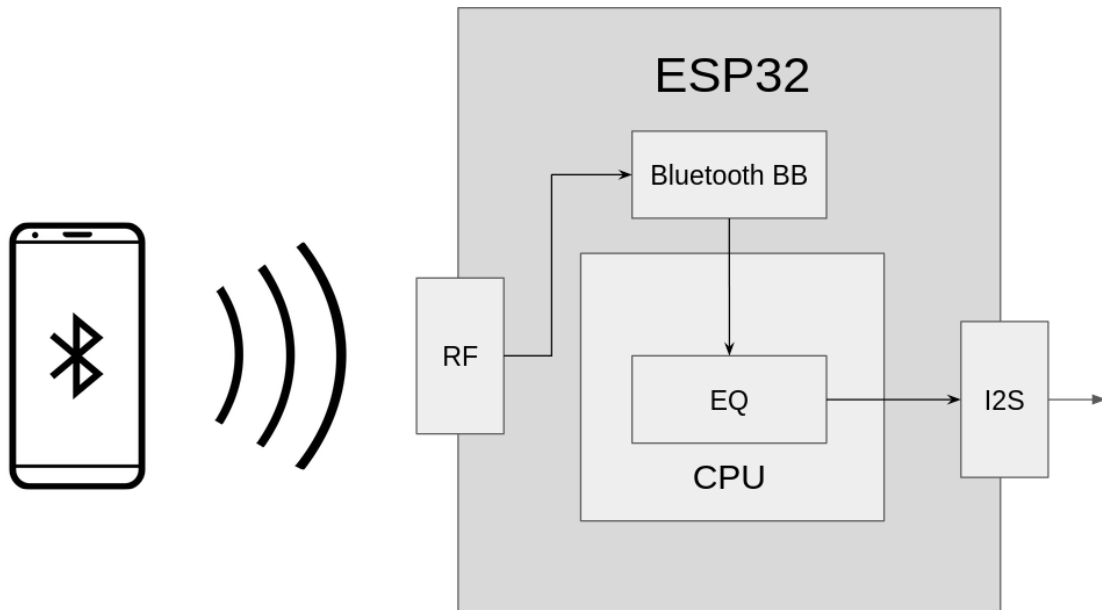 ESP32
Bluetooth BB
RF
EQ
I2S
CPU